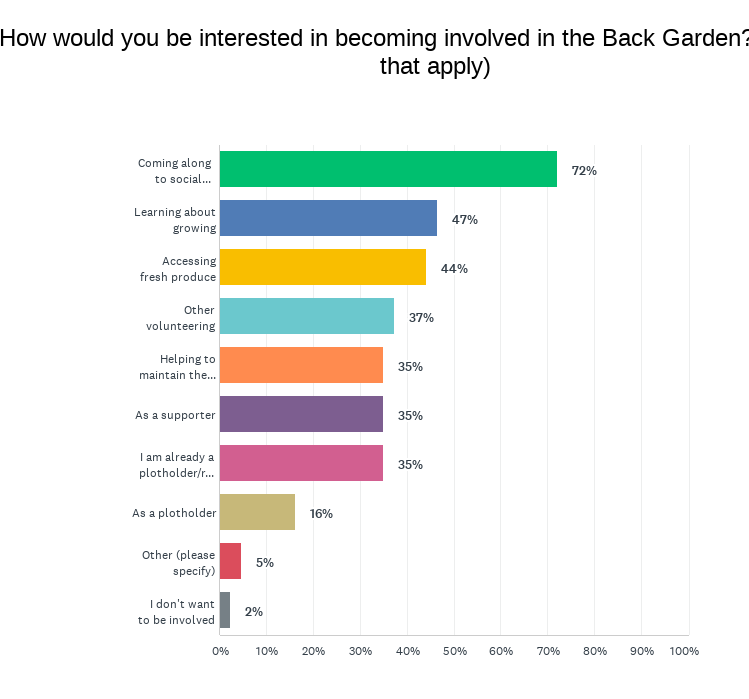 How would you be interested in becoming involved in the Back Garden?
that apply)
Coming along
to social...
72%
Learning about
growing
47%
Accessing
fresh produce
44%
Other
volunteering
37%
Helping to
maintain the...
35%
As a supporter
35%
I am already a
plotholder/r...
35%
As a plotholder
16%
Other (please
specify)
5%
I don't want
to be involved
2%
0% 10% 20% 30% 40% 50% 60% 70% 80% 90% 100%